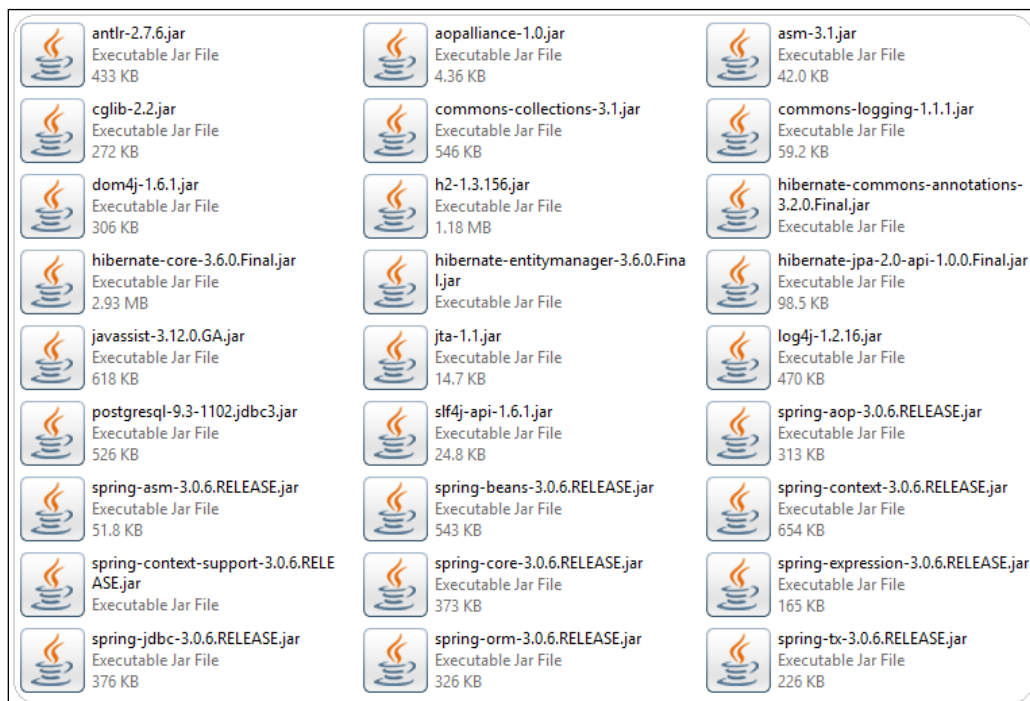 antlr-2.7.6.jar
Executable Jar File
433 KB
aopalliance-1.0.jar
Executable Jar File
4.36 KB
asm-3.1.jar
Executable Jar File
42.0 KB
cglib-2.2.jar
Executable Jar File
272 KB
commons-collections-3.1.jar
Executable Jar File
546 KB
commons-logging-1.1.1.jar
Executable Jar File
59.2 KB
dom4j-1.6.1.jar
Executable Jar File
306 KB
h2-1.3.156.jar
Executable Jar File
1.18 MB
hibernate-commons-annotations-
3.2.0.Final.jar
Executable Jar File
hibernate-core-3.6.0.Final.jar
Executable Jar File
2.93 MB
hibernate-entitymanager-3.6.0.Fina
l.jar
Executable Jar File
hibernate-jpa-2.0-api-1.0.0.Final.jar
Executable Jar File
98.5 KB
javassist-3.12.0.GA.jar
Executable Jar File
618 KB
jta-1.1.jar
Executable Jar File
14.7 KB
log4j-1.2.16.jar
Executable Jar File
470 KB
postgresql-9.3-1102.jdbc3.jar
Executable Jar File
526 KB
slf4j-api-1.6.1.jar
Executable Jar File
24.8 KB
spring-aop-3.0.6.RELEASE.jar
Executable Jar File
313 KB
spring-asm-3.0.6.RELEASE.jar
Executable Jar File
51.8 KB
spring-beans-3.0.6.RELEASE.jar
Executable Jar File
543 KB
spring-context-3.0.6.RELEASE.jar
Executable Jar File
654 KB
spring-context-support-3.0.6.RELE
ASE.jar
Executable Jar File
spring-core-3.0.6.RELEASE.jar
Executable Jar File
373 KB
spring-expression-3.0.6.RELEASE.jar
Executable Jar File
165 KB
spring-jdbc-3.0.6.RELEASE.jar
Executable Jar File
376 KB
spring-orm-3.0.6.RELEASE.jar
Executable Jar File
326 KB
spring-tx-3.0.6.RELEASE.jar
Executable Jar File
226 KB